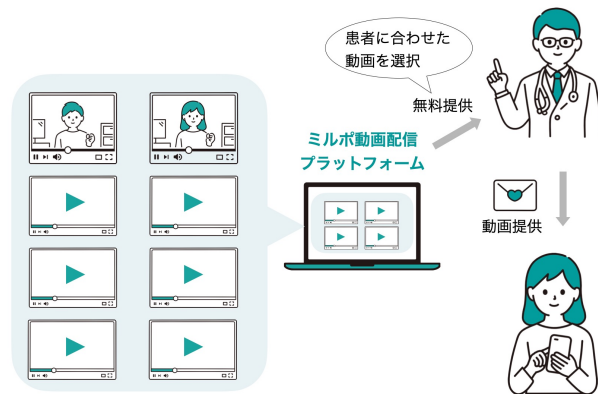 患者に合わせた
動画を選択
無料提供
ミルポ動画配信
プラットフォーム
動画提供